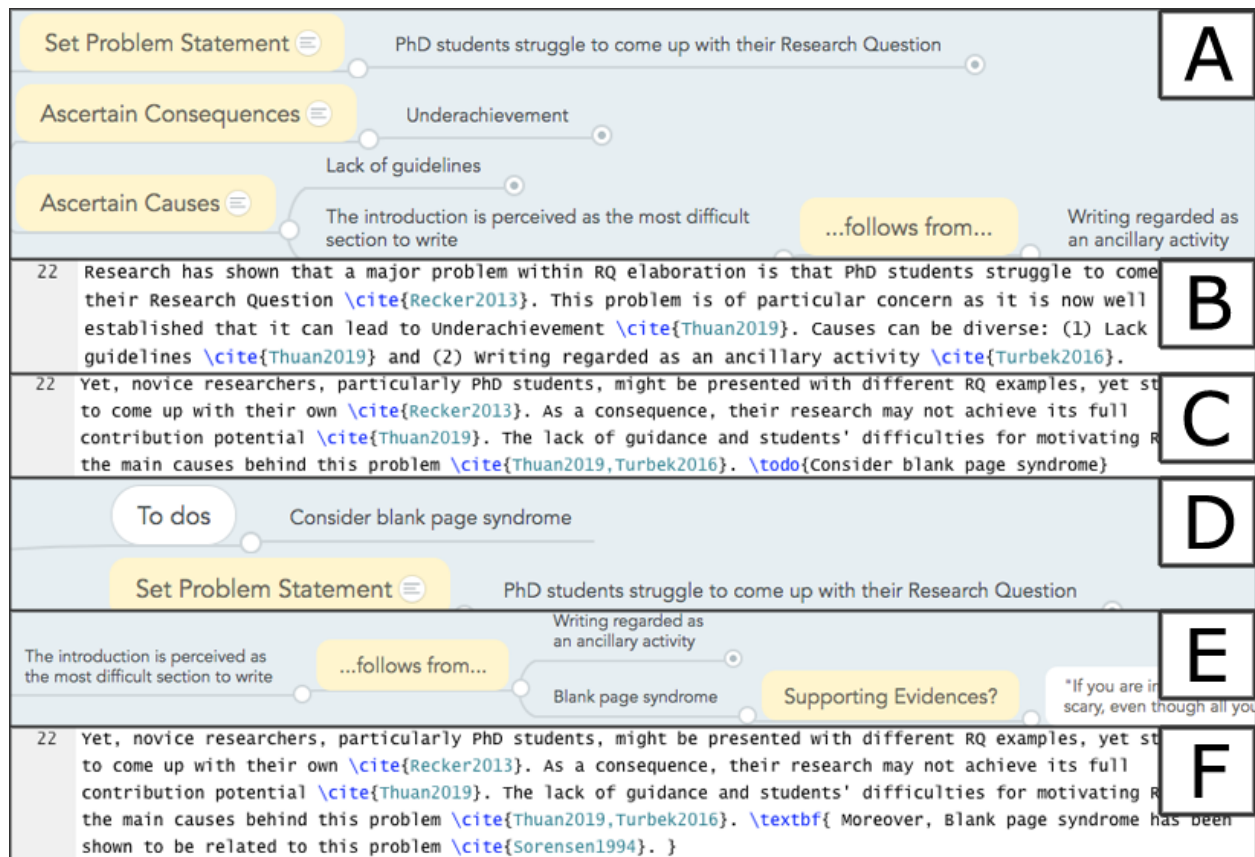 Set Problem Statement
PhD students struggle to come up with their Research Question
A
Ascertain Consequences
Underachievement
Lack of guidelines
Ascertain Causes
The introduction is perceived as the most difficult
section to write
...follows from...
Writing regarded as
an ancillary activity
22 Research has shown that a major problem within RQ elaboration is that PhD students struggle to come
their Research Question \cite{Recker2013}. This problem is of particular concern as it is now well
established that it can lead to Underachievement \cite{Thuan2019}. Causes can be diverse: (1) Lack
guidelines \cite{Thuan2019} and (2) Writing regarded as an ancillary activity \cite{Turbek2016}.
B
22 Yet, novice researchers, particularly PhD students, might be presented with different RQ examples, yet st
to come up with their own \cite{Recker2013}. As a consequence, their research may not achieve its full
contribution potential \cite{Thuan2019}. The lack of guidance and students' difficulties for motivating R
the main causes behind this problem \cite{Thuan2019,Turbek2016}. \todo{Consider blank page syndrome}
C
To dos
Consider blank page syndrome
D
Set Problem Statement
PhD students struggle to come up with their Research Question
The introduction is perceived as
the most difficult section to write
...follows from...
Writing regarded as
an ancillary activity
Blank page syndrome
Supporting Evidences?
"If you are in
scary, even though all you
E
22 Yet, novice researchers, particularly PhD students, might be presented with different RQ examples, yet st
to come up with their own \cite{Recker2013}. As a consequence, their research may not achieve its full
contribution potential \cite{Thuan2019}. The lack of guidance and students' difficulties for motivating R
the main causes behind this problem \cite{Thuan2019,Turbek2016}. \textbf{ Moreover, Blank page syndrome has been
shown to be related to this problem \cite{Sorensen1994}. }
F